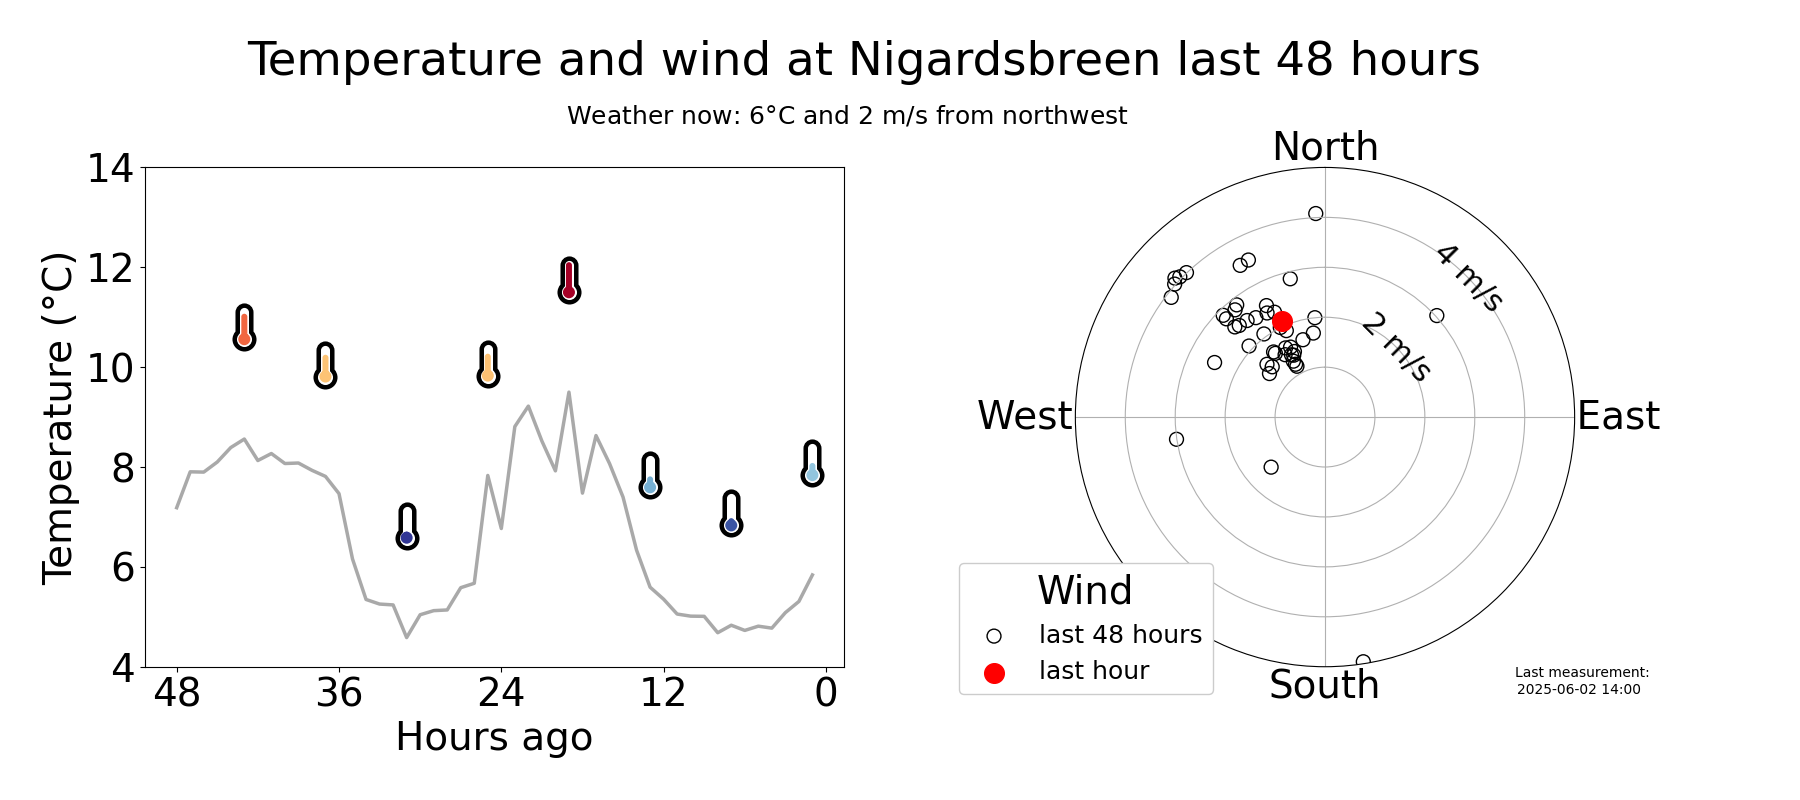 Temperature and wind at Nigardsbreen last 48 hours
Weather now: 6°C and 2 m/s from northwest
Temperature (°C)
14
12
10
8
6
4
48 36 24 12 0
Hours ago
North
West
East
South
4 m/s
2 m/s
Wind
last 48 hours
last hour
Last measurement:
2025-06-02 14:00